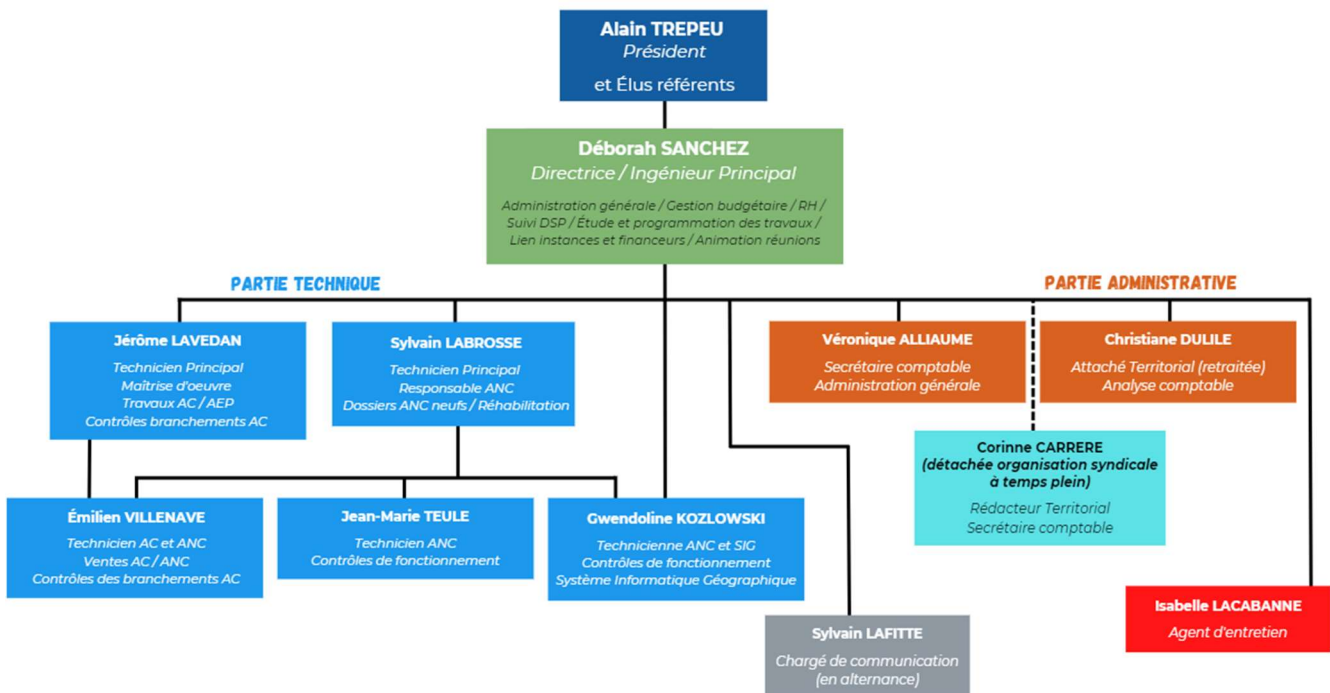 Alain TREPEU
Président
et Élus référents
Déborah SANCHEZ
Directrice / Ingénieur Principal
Administration générale / Gestion budgétaire / RH /
Suivi DSP / Étude et programmation des travaux /
Lien instances et financeurs / Animation réunions
PARTIE TECHNIQUE
PARTIE ADMINISTRATIVE
Jérôme LAVEDAN
Technicien Principal
Maîtrise d'oeuvre
Travaux AC / AEP
Contrôles branchements AC
Sylvain LABROSSE
Technicien Principal
Responsable ANC
Dossiers ANC neufs / Réhabilitation
Véronique ALLIAUME
Secrétaire comptable
Administration générale
Christiane DULILE
Attaché Territorial (retraitée)
Analyse comptable
Corinne CARRERE
(détachée organisation syndicale
à temps plein)
Rédacteur Territorial
Secrétaire comptable
Émilien VILLENAVE
Technicien AC et ANC
Ventes AC / ANC
Contrôles des branchements AC
Jean-Marie TEULE
Technicien ANC
Contrôles de fonctionnement
Gwendoline KOZLOWSKI
Technicienne ANC et SIG
Contrôles de fonctionnement
Système Informatique Géographique
Sylvain LAFITTE
Chargé de communication
(en alternance)
Isabelle LACABANNE
Agent d'entretien